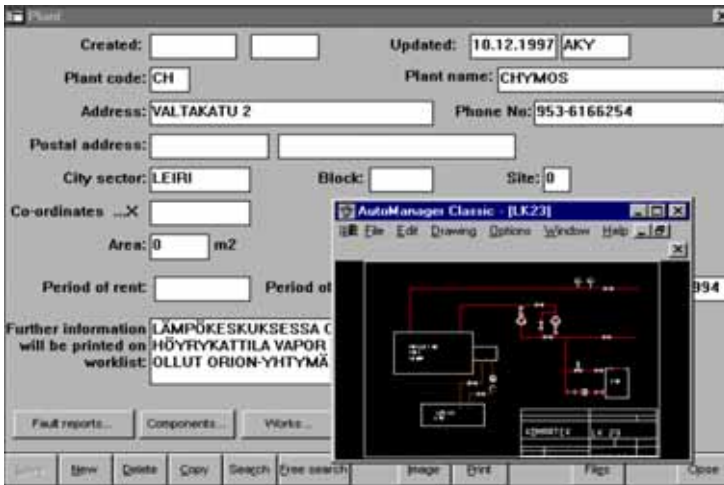 Plant
Created: Updated: 10.12.1997 AKY
Plant code: CH Plant name: CHYMOS
Address: VALTAKATU 2 Phone No: 953-6166254
Postal address:
City sector: LEIRI Block: Site: 0
Co-ordinates ...X
AutoManager Classic - [LK23]
File Edit Drawing Options Window Help
Area: 0 m2
Period of rent: Period of 994
Further information LÄMPÖKESKUKSESSA O
will be printed on HÖYRYKATTILA VAPOR
worklist: OLLUT ORION-YHTYMÄ
LK 23
Fault reports... Components... Works...
Save New Delete Copy Search Free search Image Print Files Close